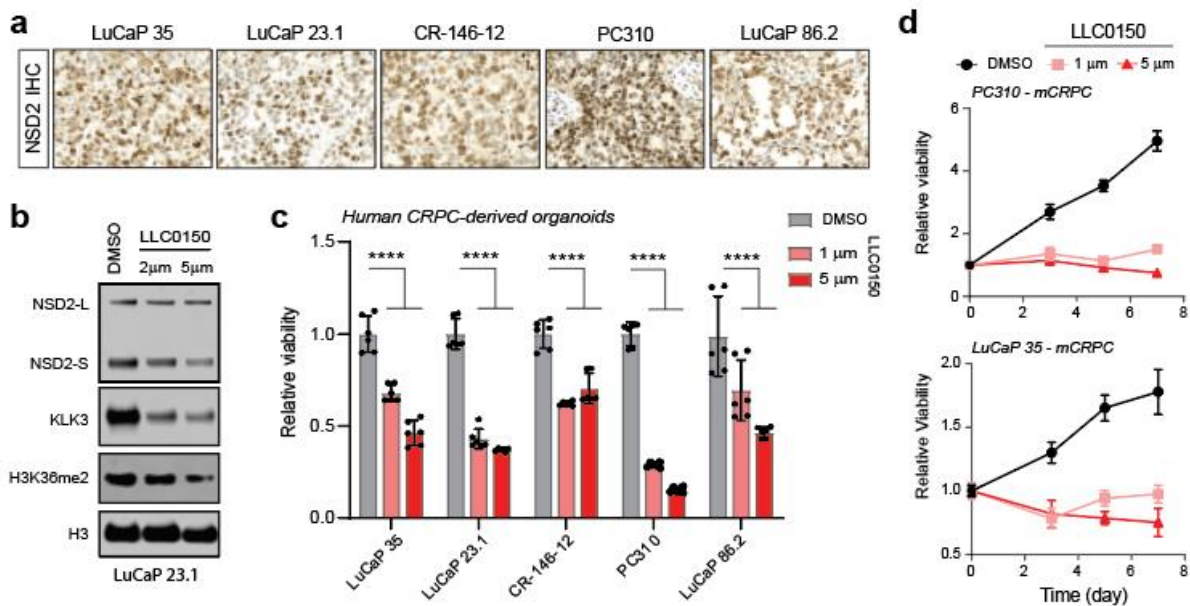 a
LuCaP 35
LuCaP 23.1
CR-146-12
PC310
LuCaP 86.2
NSD2 IHC
b
DMSO
LLC0150
2µm
5µm
NSD2-L
NSD2-S
KLK3
H3K36me2
H3
LuCaP 23.1
c
Human CRPC-derived organoids
Relative viability
1.5
1.0
0.5
0.0
****
****
****
****
****
DMSO
1 µm
5 µm
LLC0150
LuCaP 35
LuCaP 23.1
CR-146-12
PC310
LuCaP 86.2
d
LLC0150
DMSO
1 µm
5 µm
PC310 - mCRPC
Relative viability
6
4
2
1
0
0
2
4
6
8
LuCaP 35 - mCRPC
Relative Viability
2.0
1.5
1.0
0.5
0
2
4
6
8
Time (day)